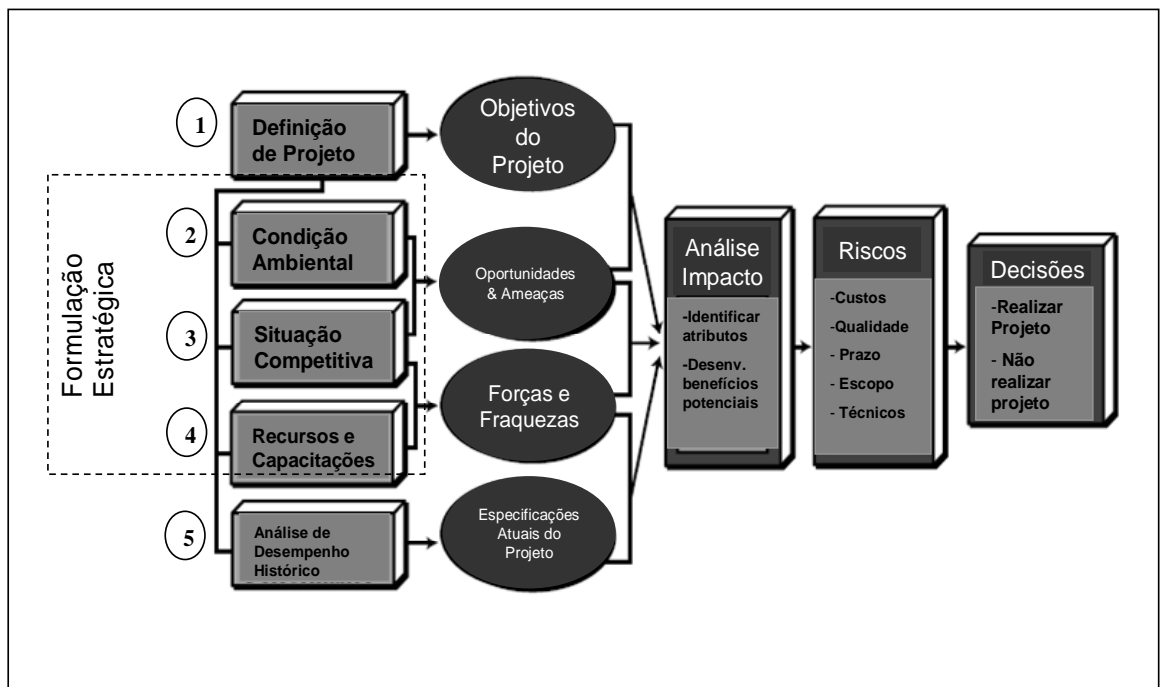 Formulação
Estratégica
1
Definição
de Projeto
2
Condição
Ambiental
3
Situação
Competitiva
4
Recursos e
Capacitações
5
Análise de
Desempenho
Histórico
Objetivos
do
Projeto
Oportunidades
& Ameaças
Forças e
Fraquezas
Especificações
Atuais do
Projeto
Análise
Impacto
-Identificar
atributos
-Desenv.
benefícios
potenciais
Riscos
-Custos
-Qualidade
- Prazo
- Escopo
- Técnicos
Decisões
-Realizar
Projeto
- Não
realizar
projeto